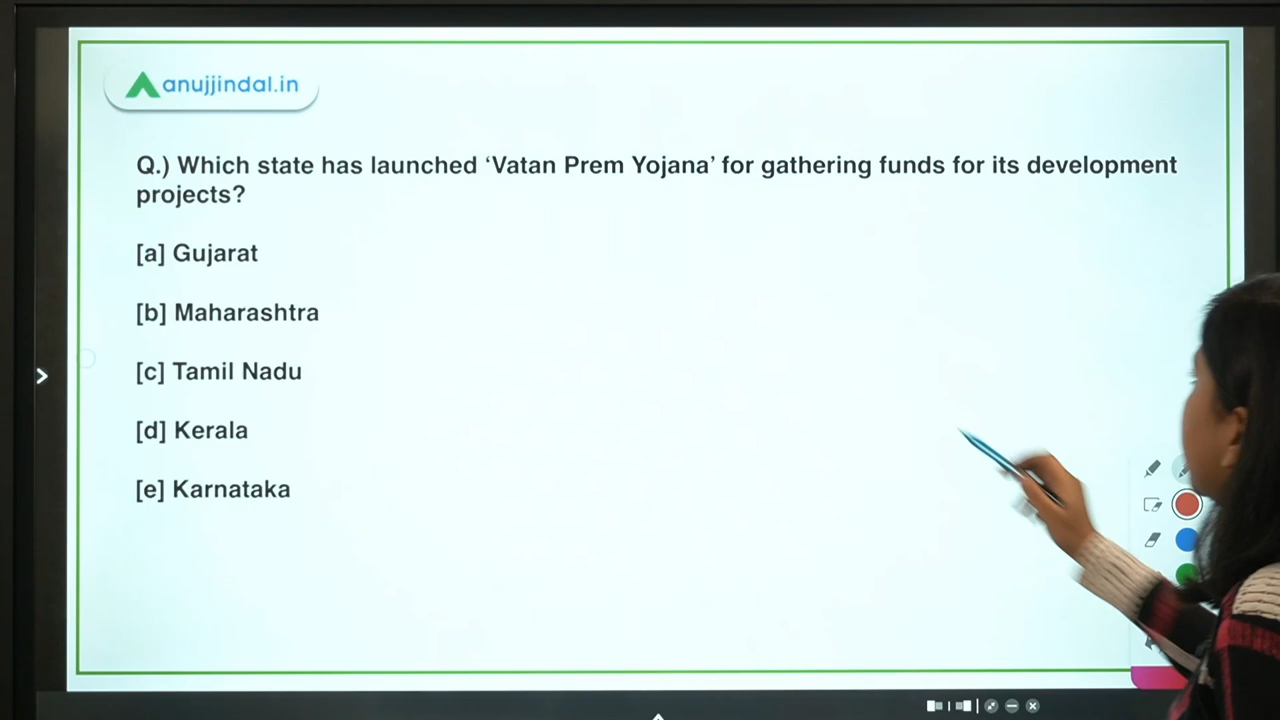 anujjindal.in
Q.) Which state has launched ‘Vatan Prem Yojana’ for gathering funds for its development
projects?
[a] Gujarat
[b] Maharashtra
[c] Tamil Nadu
[d] Kerala
[e] Karnataka